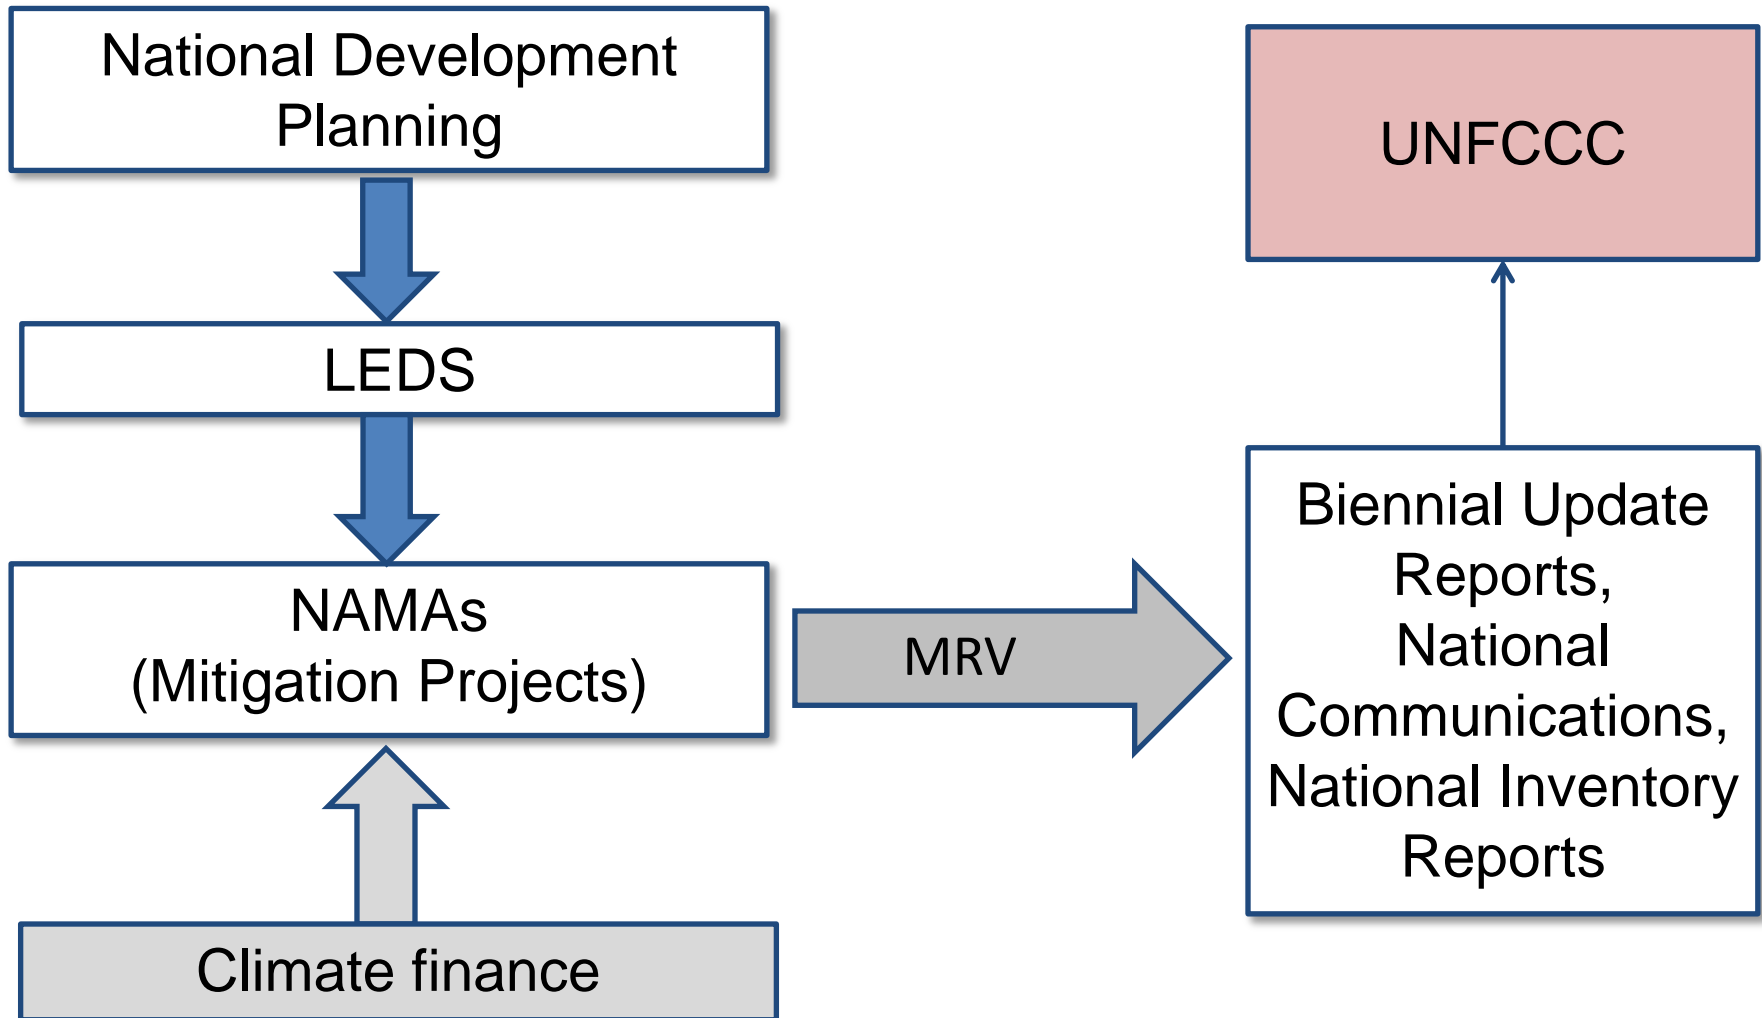 National Development
Planning
LEDS
NAMAs
(Mitigation Projects)
Climate finance
MRV
UNFCCC
Biennial Update
Reports,
National
Communications,
National Inventory
Reports